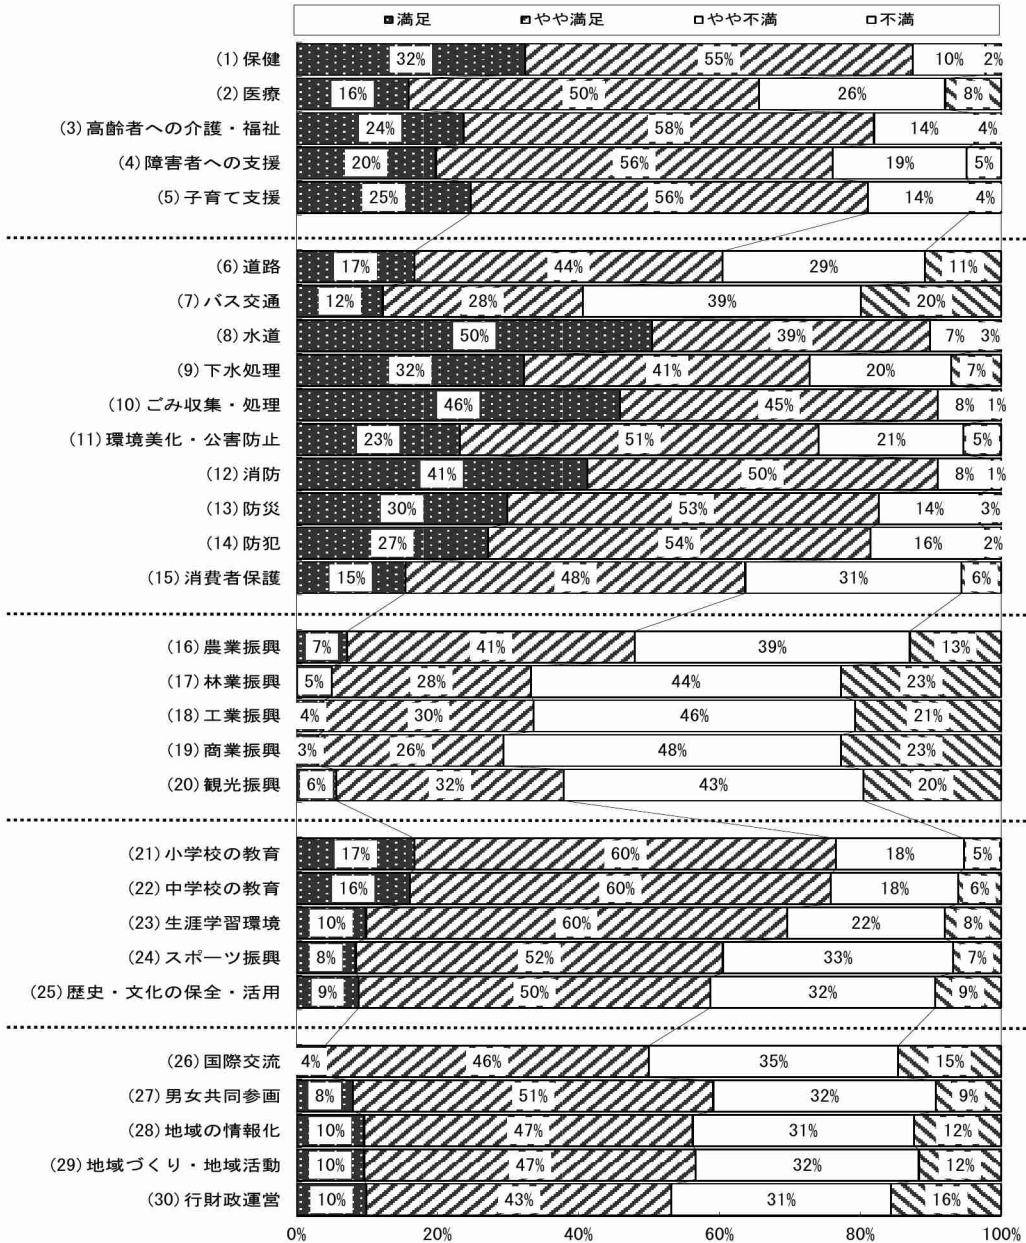 満足 やや満足 やや不満 不満
(1)保健 32% 55% 10% 2%
(2)医療 16% 50% 26% 8%
(3)高齢者への介護・福祉 24% 58% 14% 4%
(4)障害者への支援 20% 56% 19% 5%
(5)子育て支援 25% 56% 14% 4%
(6)道路 17% 44% 29% 11%
(7)バス交通 12% 28% 39% 20%
(8)水道 50% 39% 7% 3%
(9)下水処理 32% 41% 20% 7%
(10)ごみ収集・処理 46% 45% 8% 1%
(11)環境美化・公害防止 23% 51% 21% 5%
(12)消防 41% 50% 8% 1%
(13)防災 30% 53% 14% 3%
(14)防犯 27% 54% 16% 2%
(15)消費者保護 15% 48% 31% 6%
(16)農業振興 7% 41% 39% 13%
(17)林業振興 5% 28% 44% 23%
(18)工業振興 4% 30% 46% 21%
(19)商業振興 3% 26% 48% 23%
(20)観光振興 6% 32% 43% 20%
(21)小学校の教育 17% 60% 18% 5%
(22)中学校の教育 16% 60% 18% 6%
(23)生涯学習環境 10% 60% 22% 8%
(24)スポーツ振興 8% 52% 33% 7%
(25)歴史・文化の保全・活用 9% 50% 32% 9%
(26)国際交流 4% 46% 35% 15%
(27)男女共同参画 8% 51% 32% 9%
(28)地域の情報化 10% 47% 31% 12%
(29)地域づくり・地域活動 10% 47% 32% 12%
(30)行財政運営 10% 43% 31% 16%
0% 20% 40% 60% 80% 100%